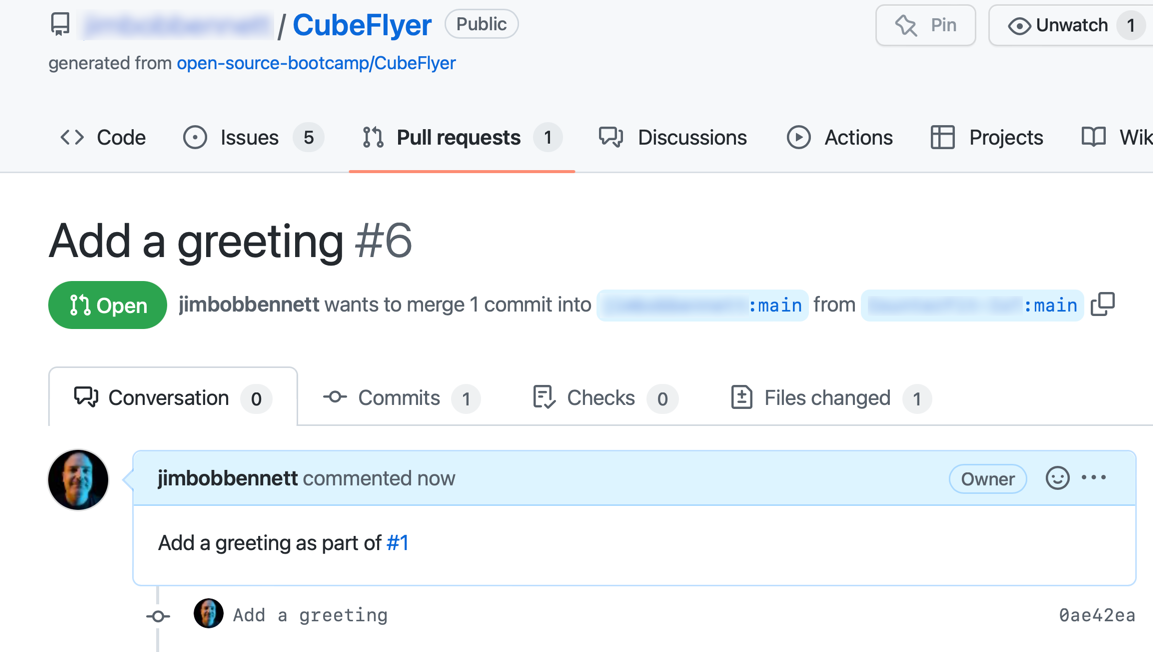 / CubeFlyer Public Pin Unwatch 1
generated from open-source-bootcamp/CubeFlyer
Code Issues 5 Pull requests 1 Discussions Actions Projects Wik
Add a greeting #6
Open jimbobbennett wants to merge 1 commit into :main from :main
Conversation 0 Commits 1 Checks 0 Files changed 1
jimbobbennett commented now Owner
Add a greeting as part of #1
Add a greeting 0ae42ea